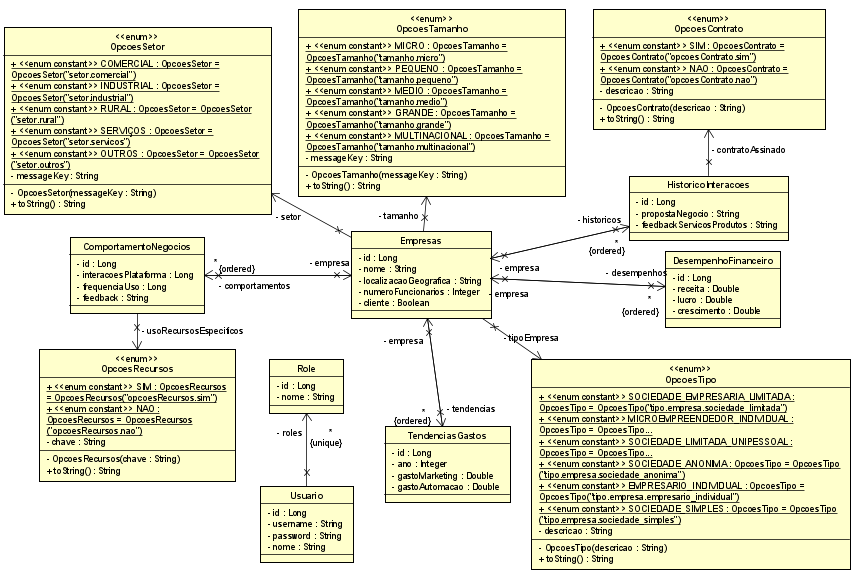 <<enum>>
OpcoesSetor
+ <<enum constant>> COMERCIAL : OpcoesSetor =
OpcoesSetor("setor.comercial")
+ <<enum constant>> INDUSTRIAL : OpcoesSetor =
OpcoesSetor("setor.industrial")
+ <<enum constant>> RURAL : OpcoesSetor = OpcoesSetor
("setor.rural")
+ <<enum constant>> SERVIÇOS : OpcoesSetor =
OpcoesSetor("setor.servicos")
+ <<enum constant>> OUTROS : OpcoesSetor = OpcoesSetor
("setor.outros")
- messageKey : String
- OpcoesSetor(messageKey : String)
+ toString() : String
<<enum>>
OpcoesTamanho
+ <<enum constant>> MICRO : OpcoesTamanho =
OpcoesTamanho("tamanho.micro")
+ <<enum constant>> PEQUENO : OpcoesTamanho =
OpcoesTamanho("tamanho.pequeno")
+ <<enum constant>> MEDIO : OpcoesTamanho =
OpcoesTamanho("tamanho.medio")
+ <<enum constant>> GRANDE : OpcoesTamanho =
OpcoesTamanho("tamanho.grande")
+ <<enum constant>> MULTINACIONAL : OpcoesTamanho =
OpcoesTamanho("tamanho.multinacional")
- messageKey : String
- OpcoesTamanho(messageKey : String)
+ toString() : String
<<enum>>
OpcoesContrato
+ <<enum constant>> SIM : OpcoesContrato =
OpcoesContrato("opcoesContrato.sim")
+ <<enum constant>> NAO : OpcoesContrato =
OpcoesContrato("opcoesContrato.nao")
- descricao : String
- OpcoesContrato(descricao : String)
+ toString() : String
- contratoAssinado
HistoricoInteracoes
- id : Long
- propostaNegocio : String
- feedbackServicosProdutos : String
- setor
- tamanho
- historicos
*
{ordered}
Empresas
- id : Long
- nome : String
- localizacaoGeografica : String
- numeroFuncionarios : Integer
- cliente : Boolean
ComportamentoNegocios
- id : Long
- interacoesPlataforma : Long
- frequenciaUso : Long
- feedback : String
*
{ordered}
- comportamentos
- empresa
- empresa
- empresa
- desempenhos
*
{ordered}
DesempenhoFinanceiro
- id : Long
- receita : Double
- lucro : Double
- crescimento : Double
- usoRecursosEspecificos
<<enum>>
OpcoesRecursos
+ <<enum constant>> SIM : OpcoesRecursos
= OpcoesRecursos("opcoesRecursos.sim")
+ <<enum constant>> NAO :
OpcoesRecursos = OpcoesRecursos
("opcoesRecursos.nao")
- chave : String
- OpcoesRecursos(chave : String)
+ toString() : String
Role
- id : Long
- nome : String
- roles
*
{unique}
Usuario
- id : Long
- username : String
- password : String
- nome : String
- empresa
*
{ordered}
- tendencias
TendenciasGastos
- id : Long
- ano : Integer
- gastoMarketing : Double
- gastoAutomacao : Double
- tipoEmpresa
<<enum>>
OpcoesTipo
+ <<enum constant>> SOCIEDADE_EMPRESARIA_LIMITADA :
OpcoesTipo = OpcoesTipo("tipo.empresa.sociedade_limitada")
+ <<enum constant>> MICROEMPREENDEDOR_INDIVIDUAL :
OpcoesTipo = OpcoesTipo...
+ <<enum constant>> SOCIEDADE_LIMITADA_UNIPESSOAL :
OpcoesTipo = OpcoesTipo...
+ <<enum constant>> SOCIEDADE_ANONIMA : OpcoesTipo = OpcoesTipo
("tipo.empresa.sociedade_anonima")
+ <<enum constant>> EMPRESARIO_INDIVIDUAL : OpcoesTipo =
OpcoesTipo("tipo.empresa.empresario_individual")
+ <<enum constant>> SOCIEDADE_SIMPLES : OpcoesTipo = OpcoesTipo
("tipo.empresa.sociedade_simples")
- descricao : String
- OpcoesTipo(descricao : String)
+ toString() : String